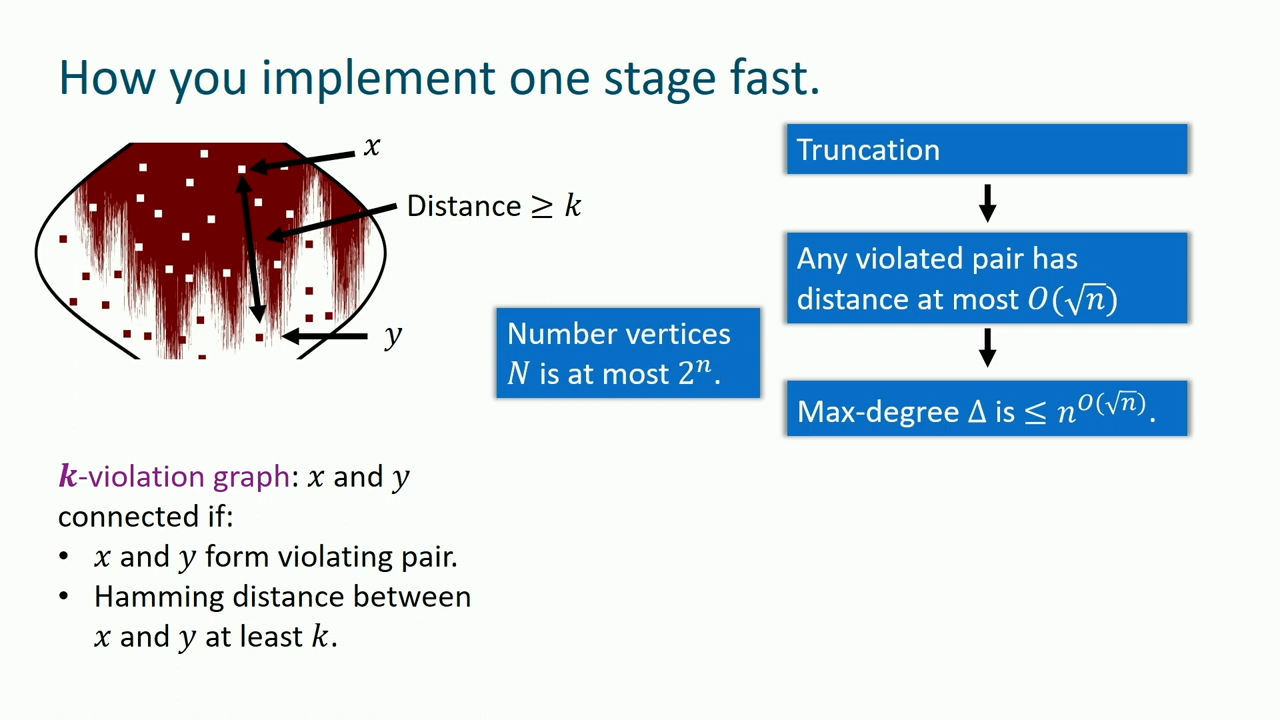 How you implement one stage fast.
x
Distance ≥ k
y
Truncation
Any violated pair has
distance at most O(√n)
Number vertices
N is at most 2ⁿ.
Max-degree Δ is ≤ n^{O(√n)}.
k-violation graph: x and y
connected if:
• x and y form violating pair.
• Hamming distance between
x and y at least k.